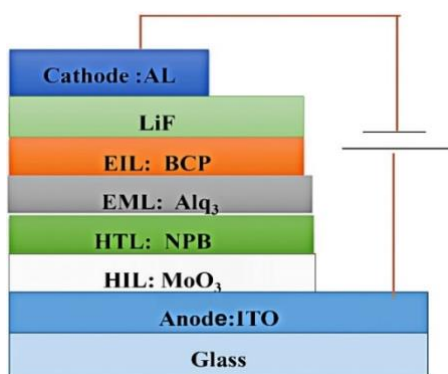 Cathode :AL
LiF
EIL: BCP
EML: Alq₃
HTL: NPB
HIL: MoO₃
Anode:ITO
Glass